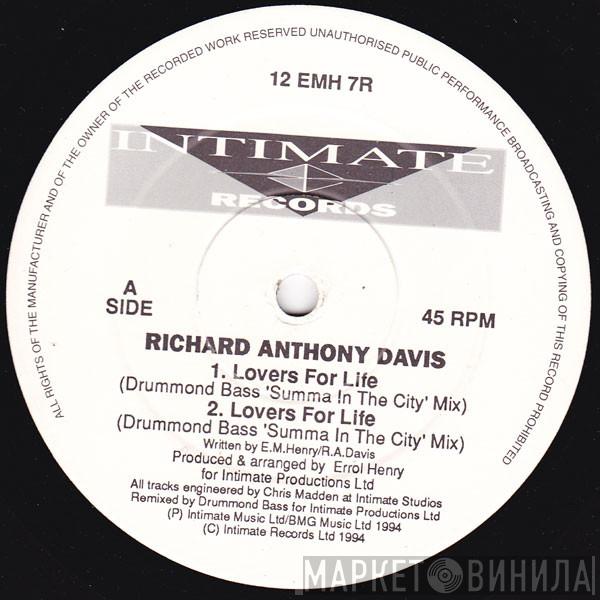 ALL RIGHTS OF THE MANUFACTURER AND OF THE OWNER OF THE RECORDED WORK RESERVED UNAUTHORISED PUBLIC PERFORMANCE BROADCASTING AND COPYING OF THIS RECORD PROHIBITED
12 EMH 7R
INTIMATE
RECORDS
A
SIDE
45 RPM
RICHARD ANTHONY DAVIS
1. Lovers For Life
(Drummond Bass 'Summa In The City' Mix)
2. Lovers For Life
(Drummond Bass 'Summa In The City' Mix)
Written by E.M.Henry/R.A.Davis
Produced & arranged by Errol Henry
for Intimate Productions Ltd
All tracks engineered by Chris Madden at Intimate Studios
Remixed by Drummond Bass for Intimate Productions Ltd
(P) Intimate Music Ltd/BMG Music Ltd 1994
(C) Intimate Records Ltd 1994
МАРКЕТ ВИНИЛА